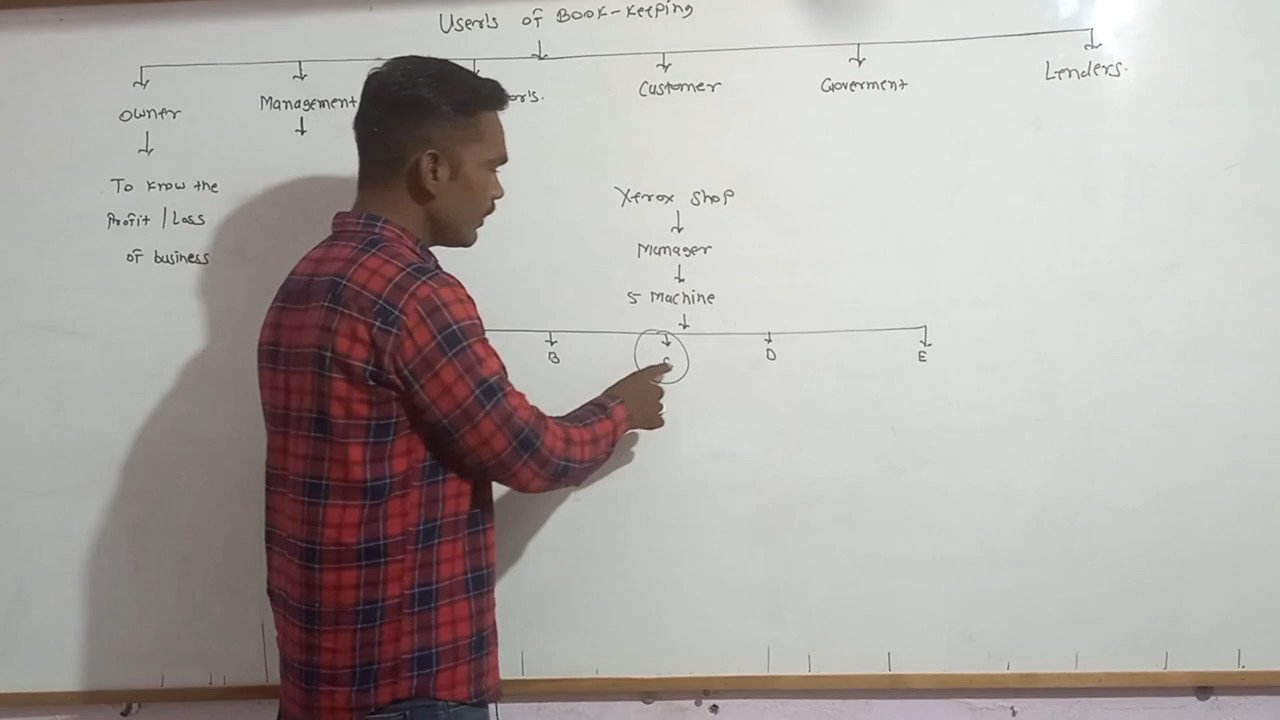 User's of Book-Keeping
Owner
Management
or's.
Customer
Goverment
Lenders.
To know the
Profit / Loss
of business
Xerox shop
Manager
5 Machine
B
C
D
E